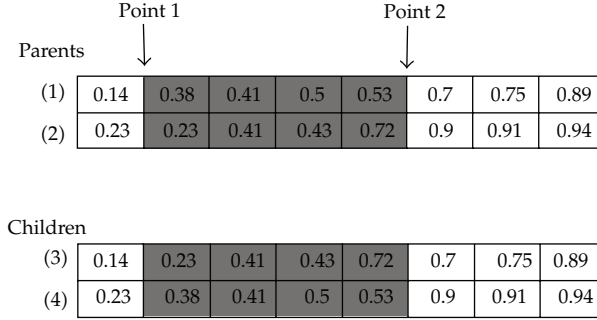 Point 1 Point 2
Parents
(1) 0.14 0.38 0.41 0.5 0.53 0.7 0.75 0.89
(2) 0.23 0.23 0.41 0.43 0.72 0.9 0.91 0.94
Children
(3) 0.14 0.23 0.41 0.43 0.72 0.7 0.75 0.89
(4) 0.23 0.38 0.41 0.5 0.53 0.9 0.91 0.94